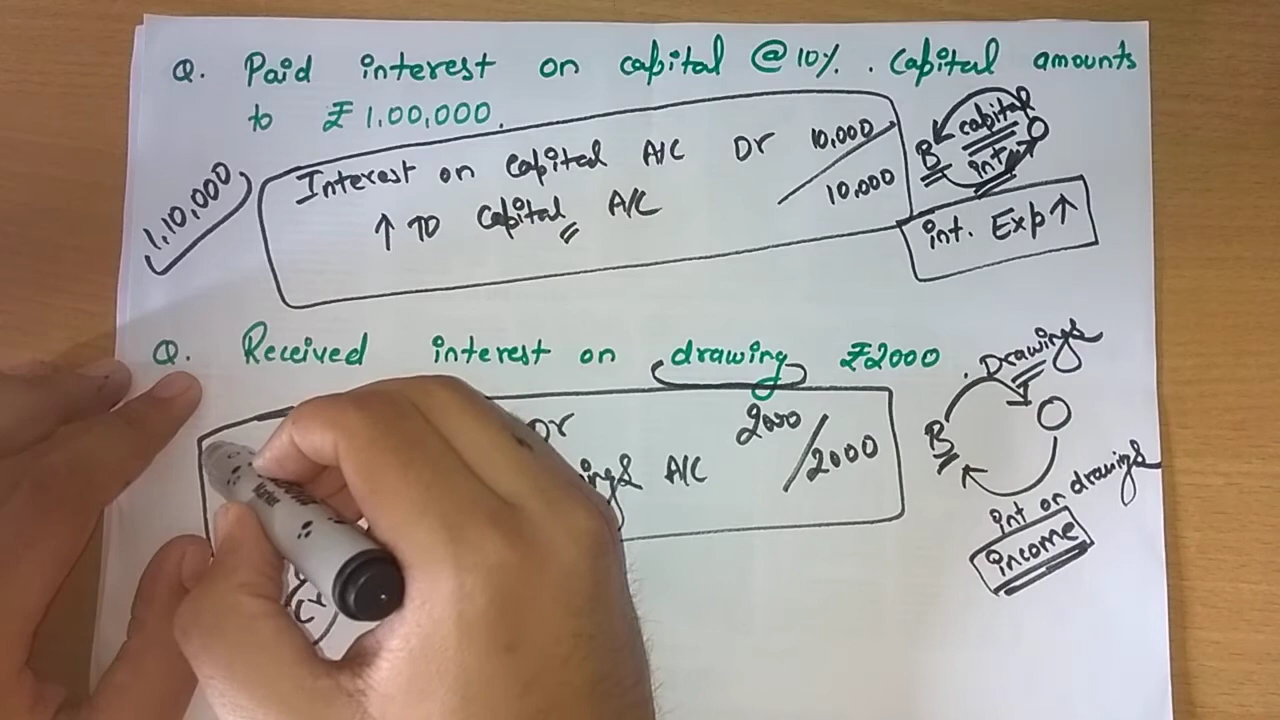 Q. Paid interest on capital @ 10%. Capital amounts
to ₹ 1,00,000.
Interest on capital A/C Dr 10,000
↑ To capital A/C 10,000
1,10,000
capital
B O
int
int. Exp ↑
Q. Received interest on drawing ₹2000.
Dr 2000
A/C 2000
Cr
Drawings
B O
int on drawings
income
Marker